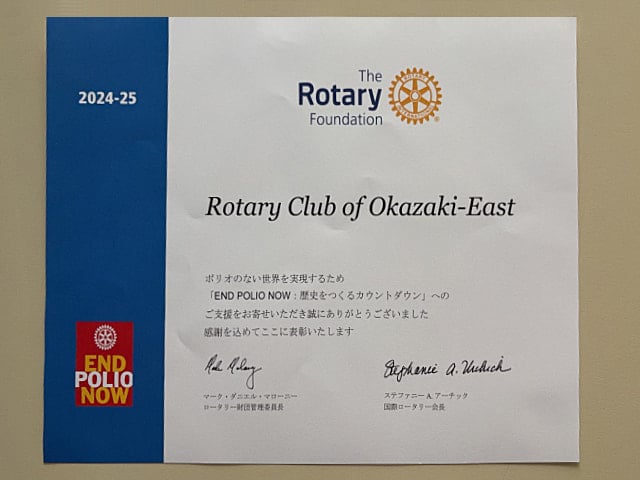 2024-25
The
Rotary
Foundation
Rotary Club of Okazaki-East
ポリオのない世界を実現するため
「END POLIO NOW：歴史をつくるカウントダウン」への
ご支援をお寄せいただき誠にありがとうございました
感謝を込めてここに表彰いたします
END
POLIO
NOW
Stephanie A. Urchick
マーク・ダニエル・マローニー
ロータリー財団管理委員長
ステファニー A. アーチック
国際ロータリー会長